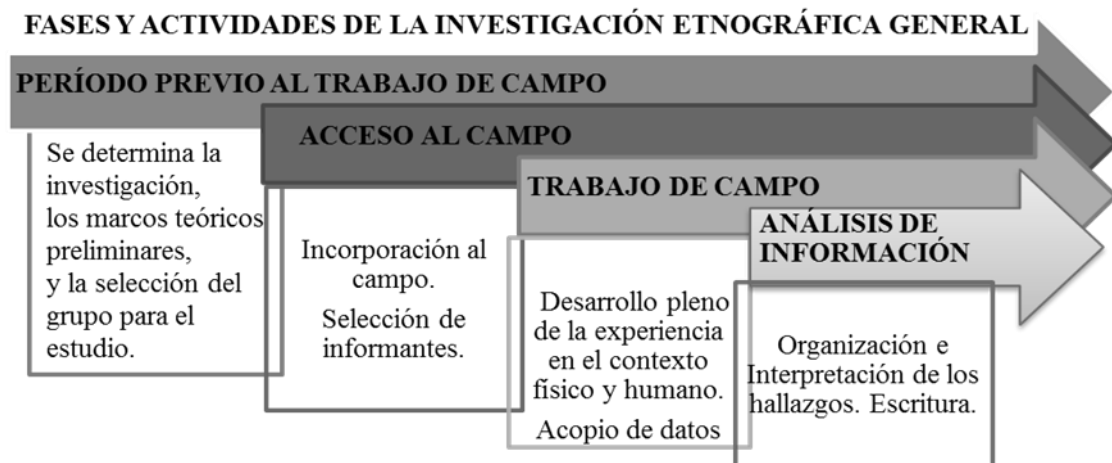 FASES Y ACTIVIDADES DE LA INVESTIGACIÓN ETNOGRÁFICA GENERAL
PERÍODO PREVIO AL TRABAJO DE CAMPO
Se determina la
investigación,
los marcos teóricos
preliminares,
y la selección del
grupo para el
estudio.
ACCESO AL CAMPO
Incorporación al
campo.
Selección de
informantes.
TRABAJO DE CAMPO
Desarrollo pleno
de la experiencia
en el contexto
físico y humano.
Acopio de datos
ANÁLISIS DE
INFORMACIÓN
Organización e
Interpretación de los
hallazgos. Escritura.